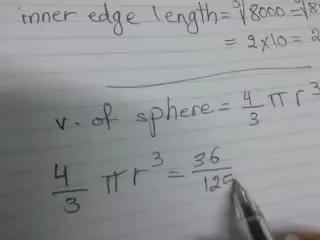 inner edge length = ∛8000 = ∛8
= 2×10 = 2
v. of sphere = 4/3 π r³
4/3 π r³ = 36/125